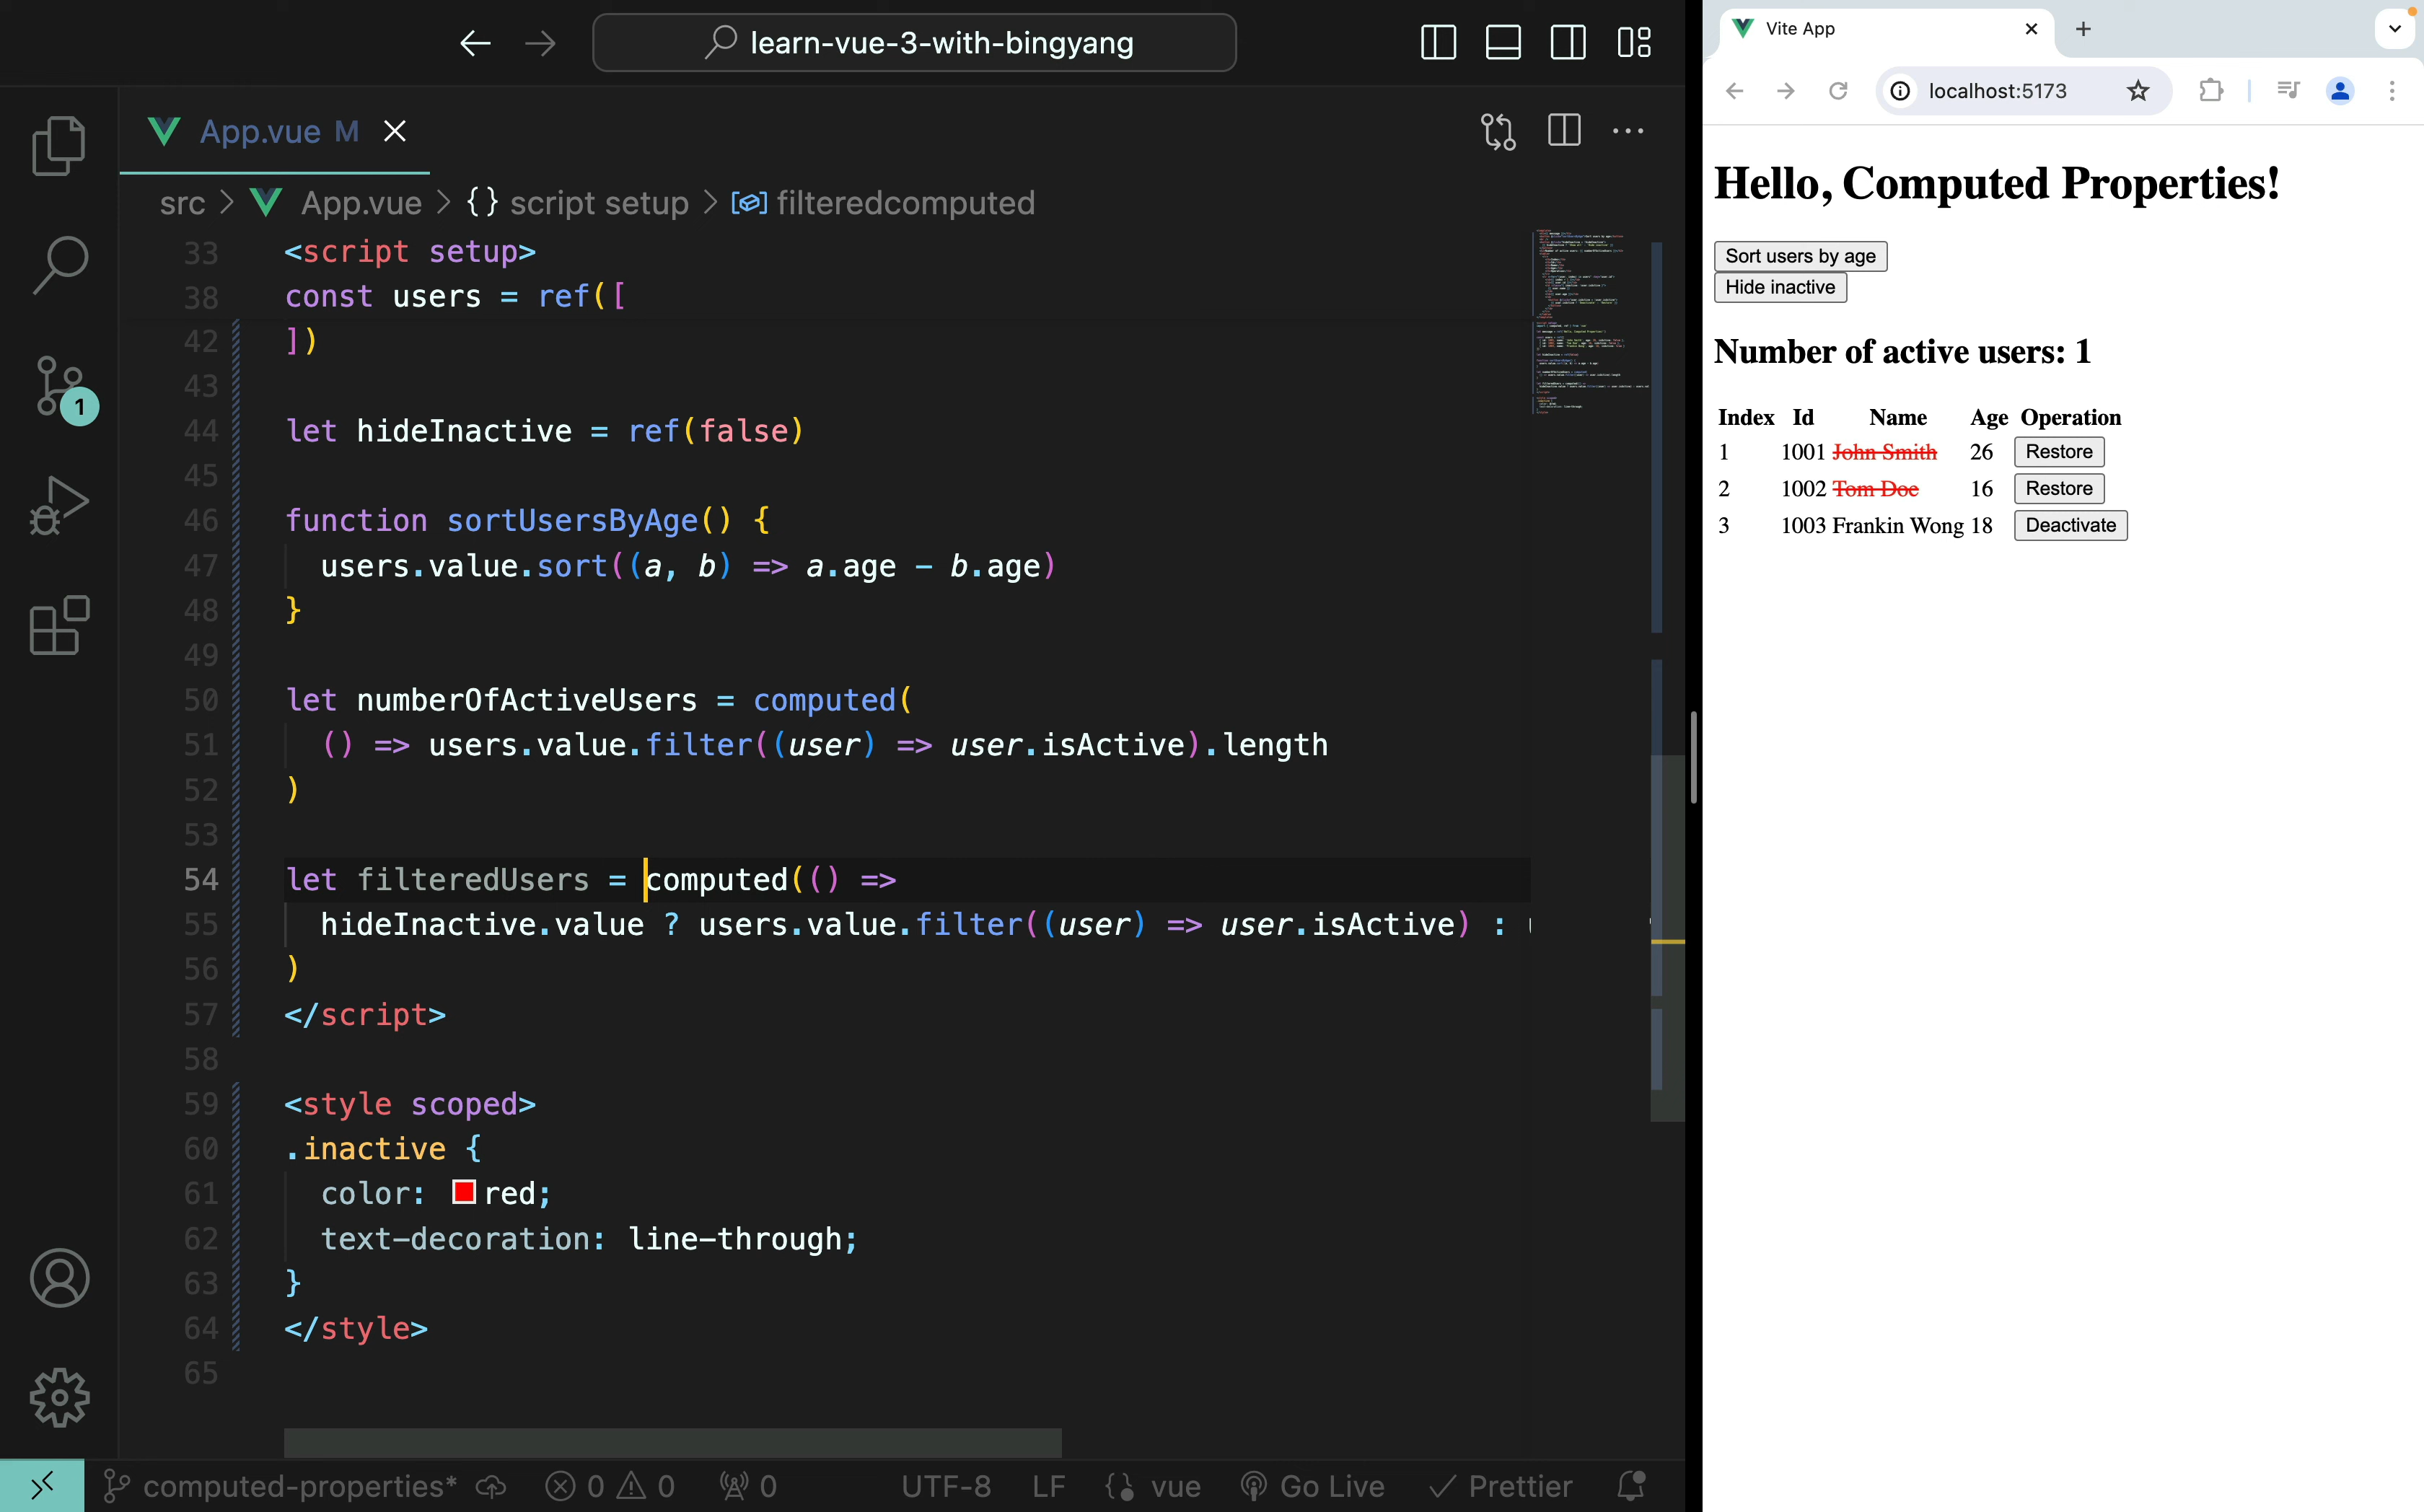 learn-vue-3-with-bingyang
App.vue M
src > App.vue > {} script setup > filteredcomputed
33 <script setup>
38 const users = ref([
42 ])
43
44 let hideInactive = ref(false)
45
46 function sortUsersByAge() {
47 users.value.sort((a, b) => a.age - b.age)
48 }
49
50 let numberOfActiveUsers = computed(
51 () => users.value.filter((user) => user.isActive).length
52 )
53
54 let filteredUsers = computed(() =>
55 hideInactive.value ? users.value.filter((user) => user.isActive) :
56 )
57 </script>
58
59 <style scoped>
60 .inactive {
61 color: red;
62 text-decoration: line-through;
63 }
64 </style>
65
1
computed-properties* 0 0 0 UTF-8 LF {} vue Go Live Prettier
Vite App
localhost:5173
Hello, Computed Properties!
Sort users by age
Hide inactive
Number of active users: 1
Index Id Name Age Operation
1 1001 John Smith 26 Restore
2 1002 Tom Doe 16 Restore
3 1003 Frankin Wong 18 Deactivate